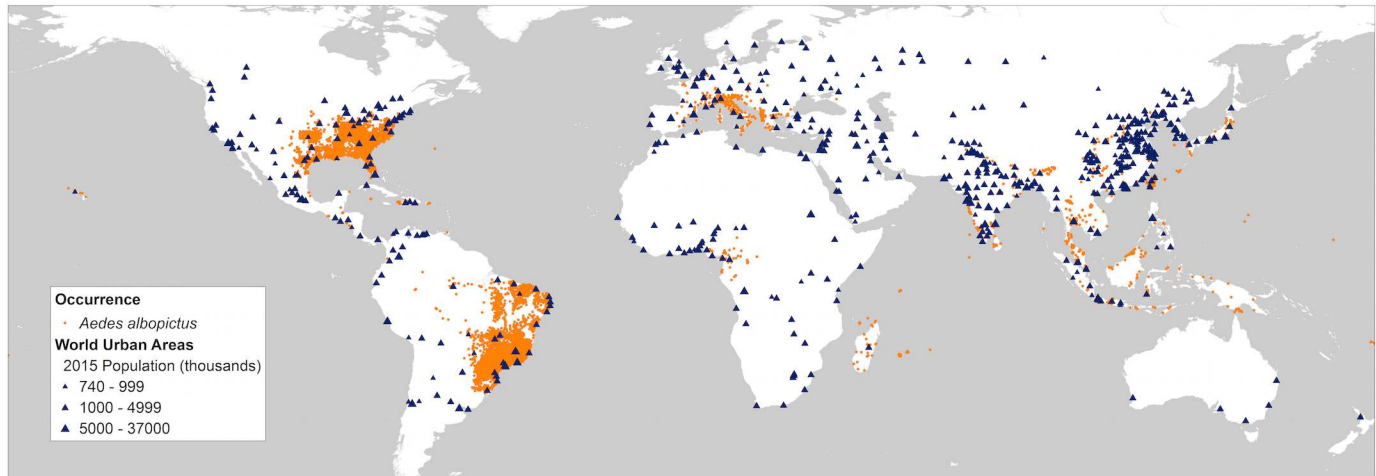 Occurrence
Aedes albopictus
World Urban Areas
2015 Population (thousands)
740 - 999
1000 - 4999
5000 - 37000